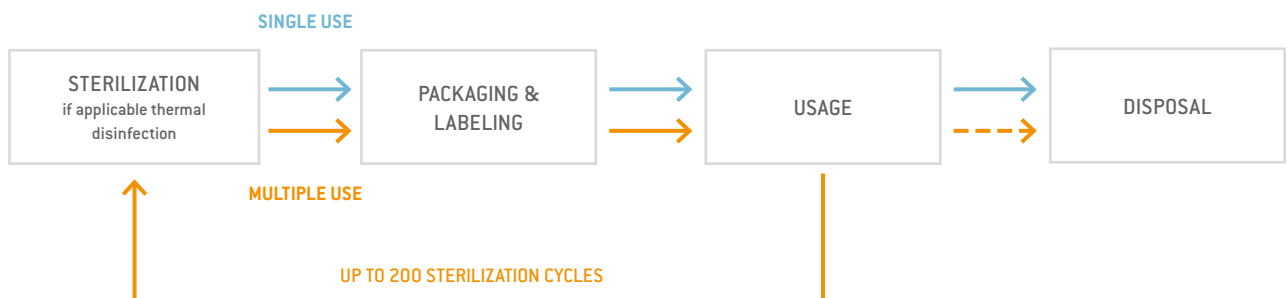 SINGLE USE
STERILIZATION
if applicable thermal
disinfection
PACKAGING &
LABELING
USAGE
DISPOSAL
MULTIPLE USE
UP TO 200 STERILIZATION CYCLES